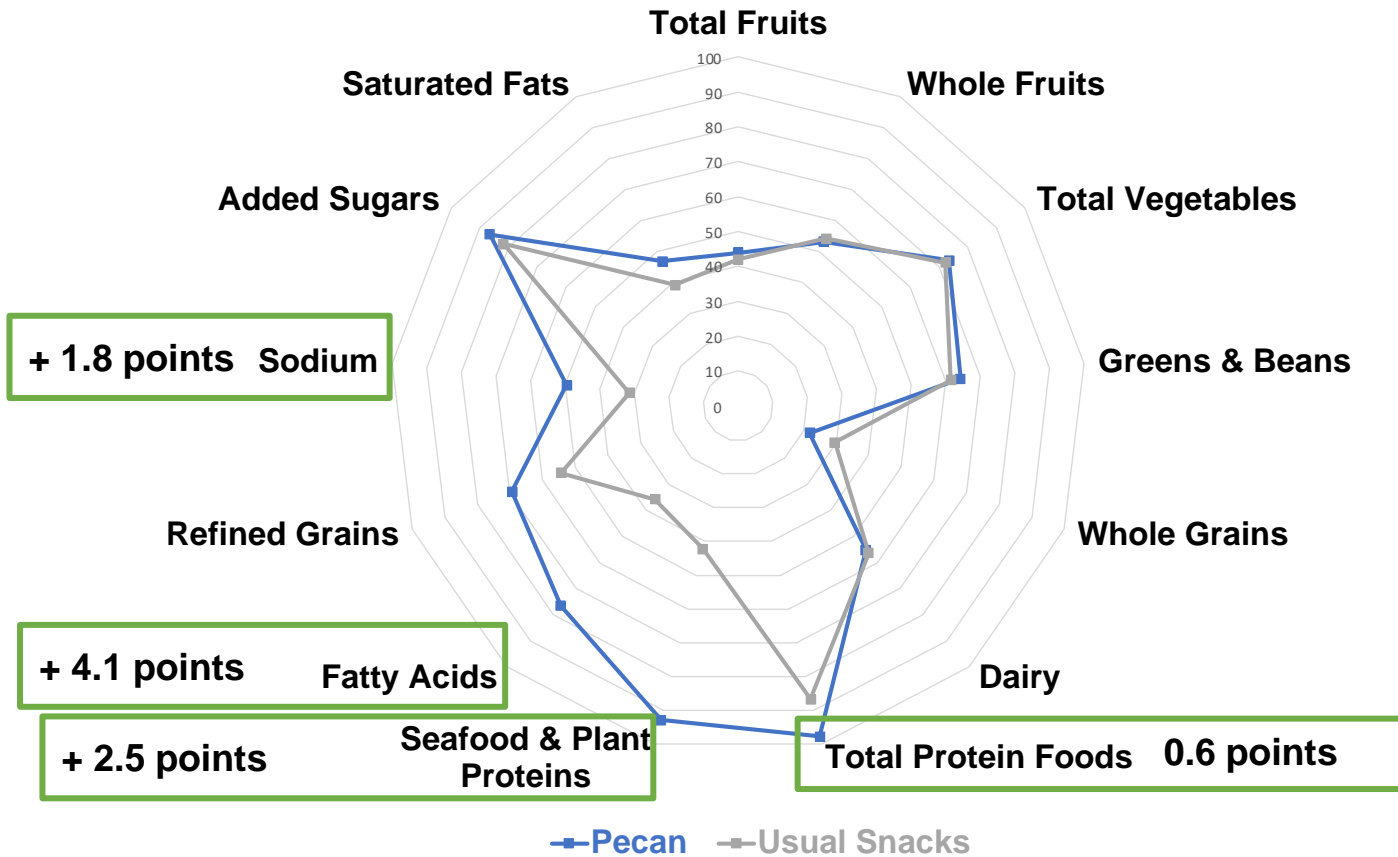 Total Fruits
Saturated Fats
Whole Fruits
Added Sugars
Total Vegetables
+ 1.8 points Sodium
Greens & Beans
Refined Grains
Whole Grains
+ 4.1 points Fatty Acids
Dairy
+ 2.5 points Seafood & Plant
Proteins
Total Protein Foods 0.6 points
100
90
80
70
60
50
40
30
20
10
0
Pecan Usual Snacks